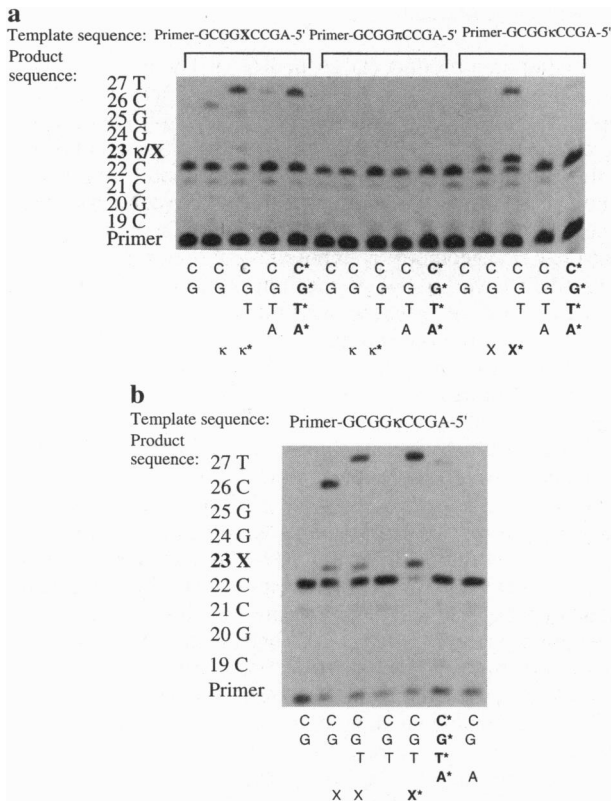 a
Template sequence: Primer-GCGGXCCGA-5' Primer-GCGGπCCGA-5' Primer-GCGGκCCGA-5'
Product
sequence:
27 T
26 C
25 G
24 G
23 κ/X
22 C
21 C
20 G
19 C
Primer
C C C C C* C C C C C* C C C C C*
G G G G G* G G G G G* G G G G G*
T T T* T T T* T T T*
A A* A A* A A*
κ κ* κ κ* X X*
b
Template sequence: Primer-GCGGκCCGA-5'
Product
sequence:
27 T
26 C
25 G
24 G
23 X
22 C
21 C
20 G
19 C
Primer
C C C C C C* C
G G G G G G* G
T T T T*
A* A
X X X*